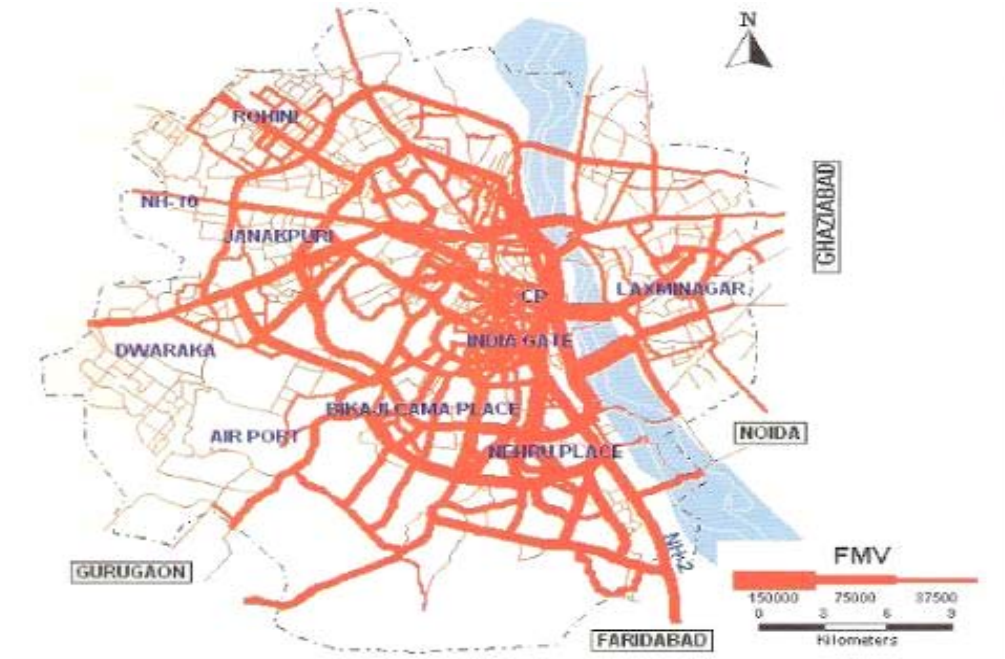 N
ROHINI
GHAZIABAD
NH-10
JANAKPURI
CP
LAXMINAGAR
INDIA GATE
DWARAKA
BIKAJI CAMA PLACE
AIR PORT
NOIDA
NEHRU PLACE
NH-2
FMV
GURUGAON
150000 75000 37500
0 3 6 9
FARIDABAD
Kilometers